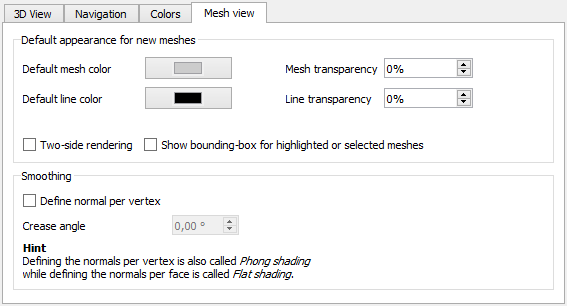 3D View Navigation Colors Mesh view
Default appearance for new meshes
Default mesh color Mesh transparency 0%
Default line color Line transparency 0%
Two-side rendering Show bounding-box for highlighted or selected meshes
Smoothing
Define normal per vertex
Crease angle 0,00 °
Hint
Defining the normals per vertex is also called Phong shading
while defining the normals per face is called Flat shading.